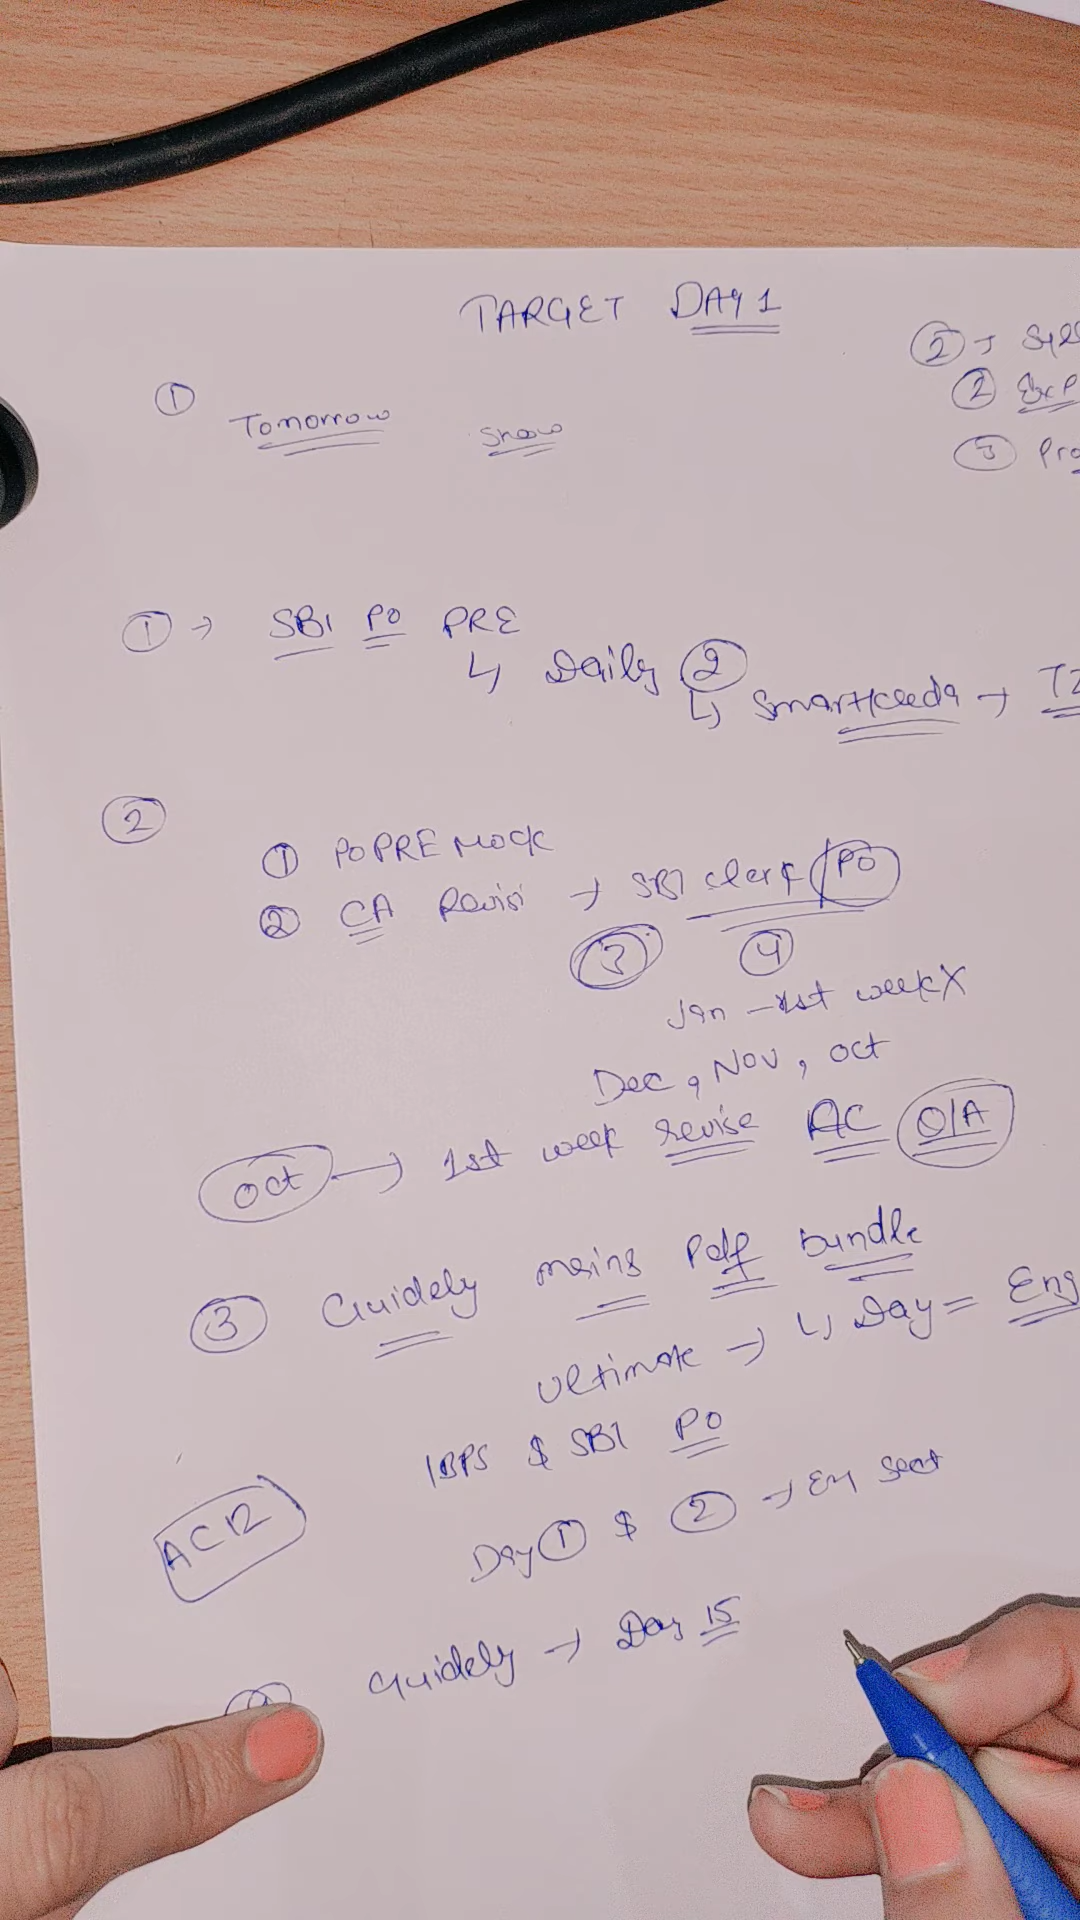 TARGET DAY 1
② → Syll
① Tomorrow show
② Exp
③ Pro
① → SBI PO PRE
↳ Daily ②
↳ Smartkeeda →
②
① PO PRE Mock
② CA Revisi → SBI clerk/PO
③ ④
Jan - 1st week X
Dec, Nov, Oct
Oct → 1st week revise AC O/A
③ Guidely mains Pdf bundle
Ultimate → ↳ Day = Eng
IBPS & SBI PO
Day ① & ② →
Guidely → Day 15